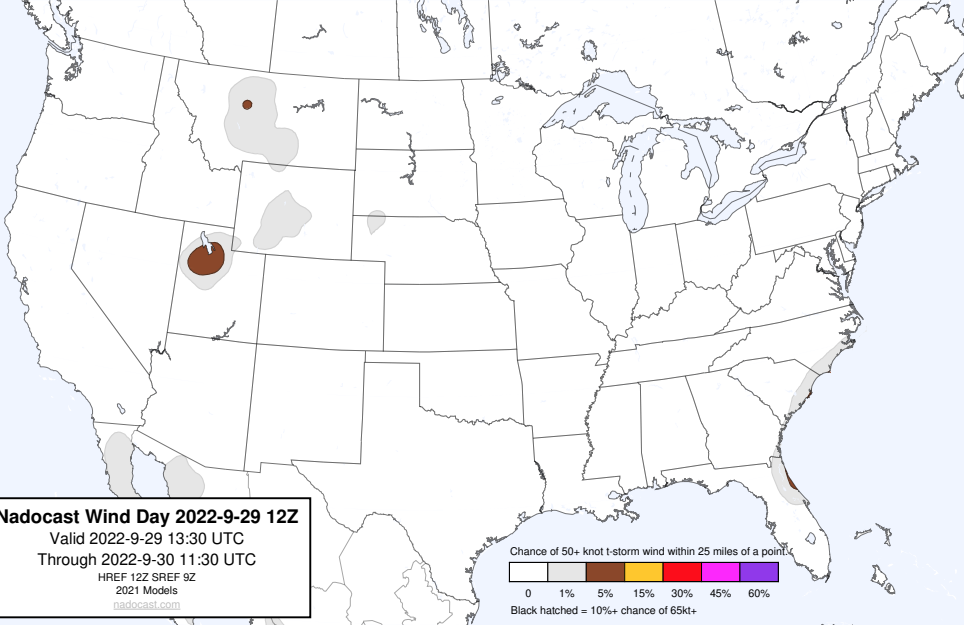 Nadocast Wind Day 2022-9-29 12Z
Valid 2022-9-29 13:30 UTC
Through 2022-9-30 11:30 UTC
HREF 12Z SREF 9Z
2021 Models
nadocast.com
Chance of 50+ knot t-storm wind within 25 miles of a point.
0 1% 5% 15% 30% 45% 60%
Black hatched = 10%+ chance of 65kt+